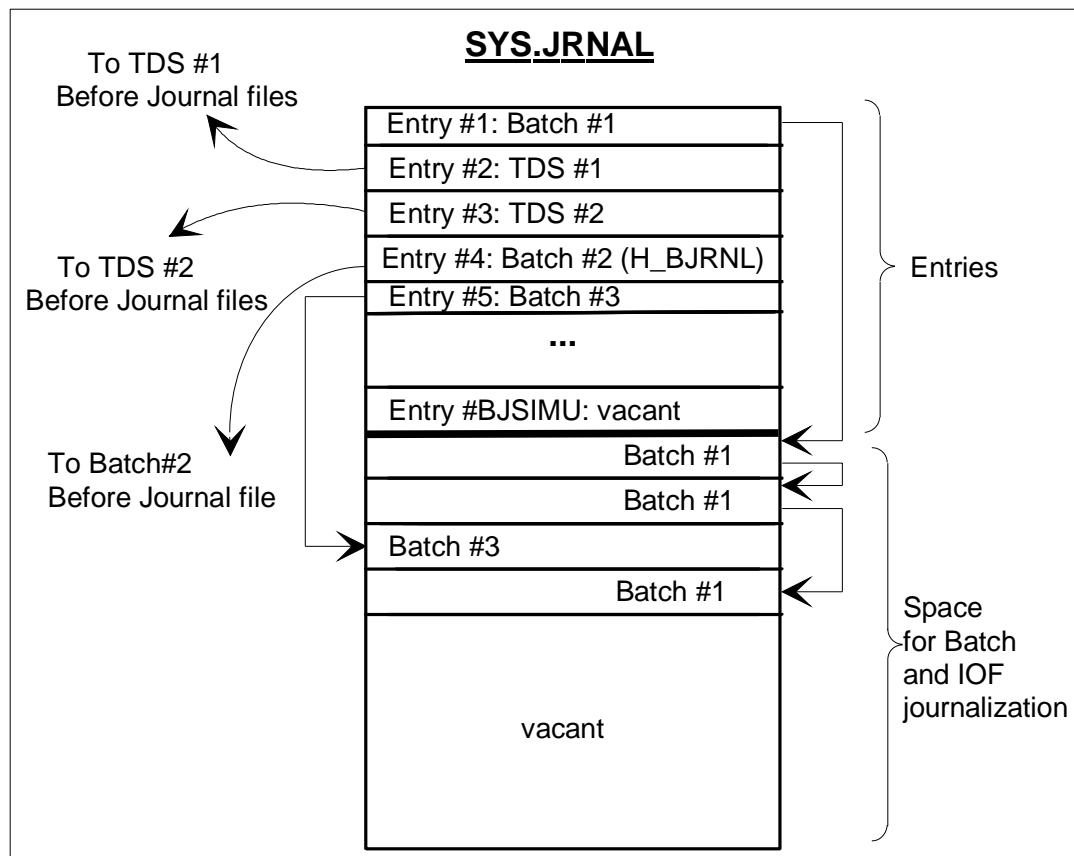 SYS.JRNAL
To TDS #1
Before Journal files
Entry #1: Batch #1
Entry #2: TDS #1
Entry #3: TDS #2
To TDS #2
Before Journal files
Entry #4: Batch #2 (H_BJRNL)
Entry #5: Batch #3
...
Entries
Entry #BJSIMU: vacant
To Batch#2
Before Journal file
Batch #1
Batch #1
Batch #3
Batch #1
Space
for Batch
and IOF
journalization
vacant